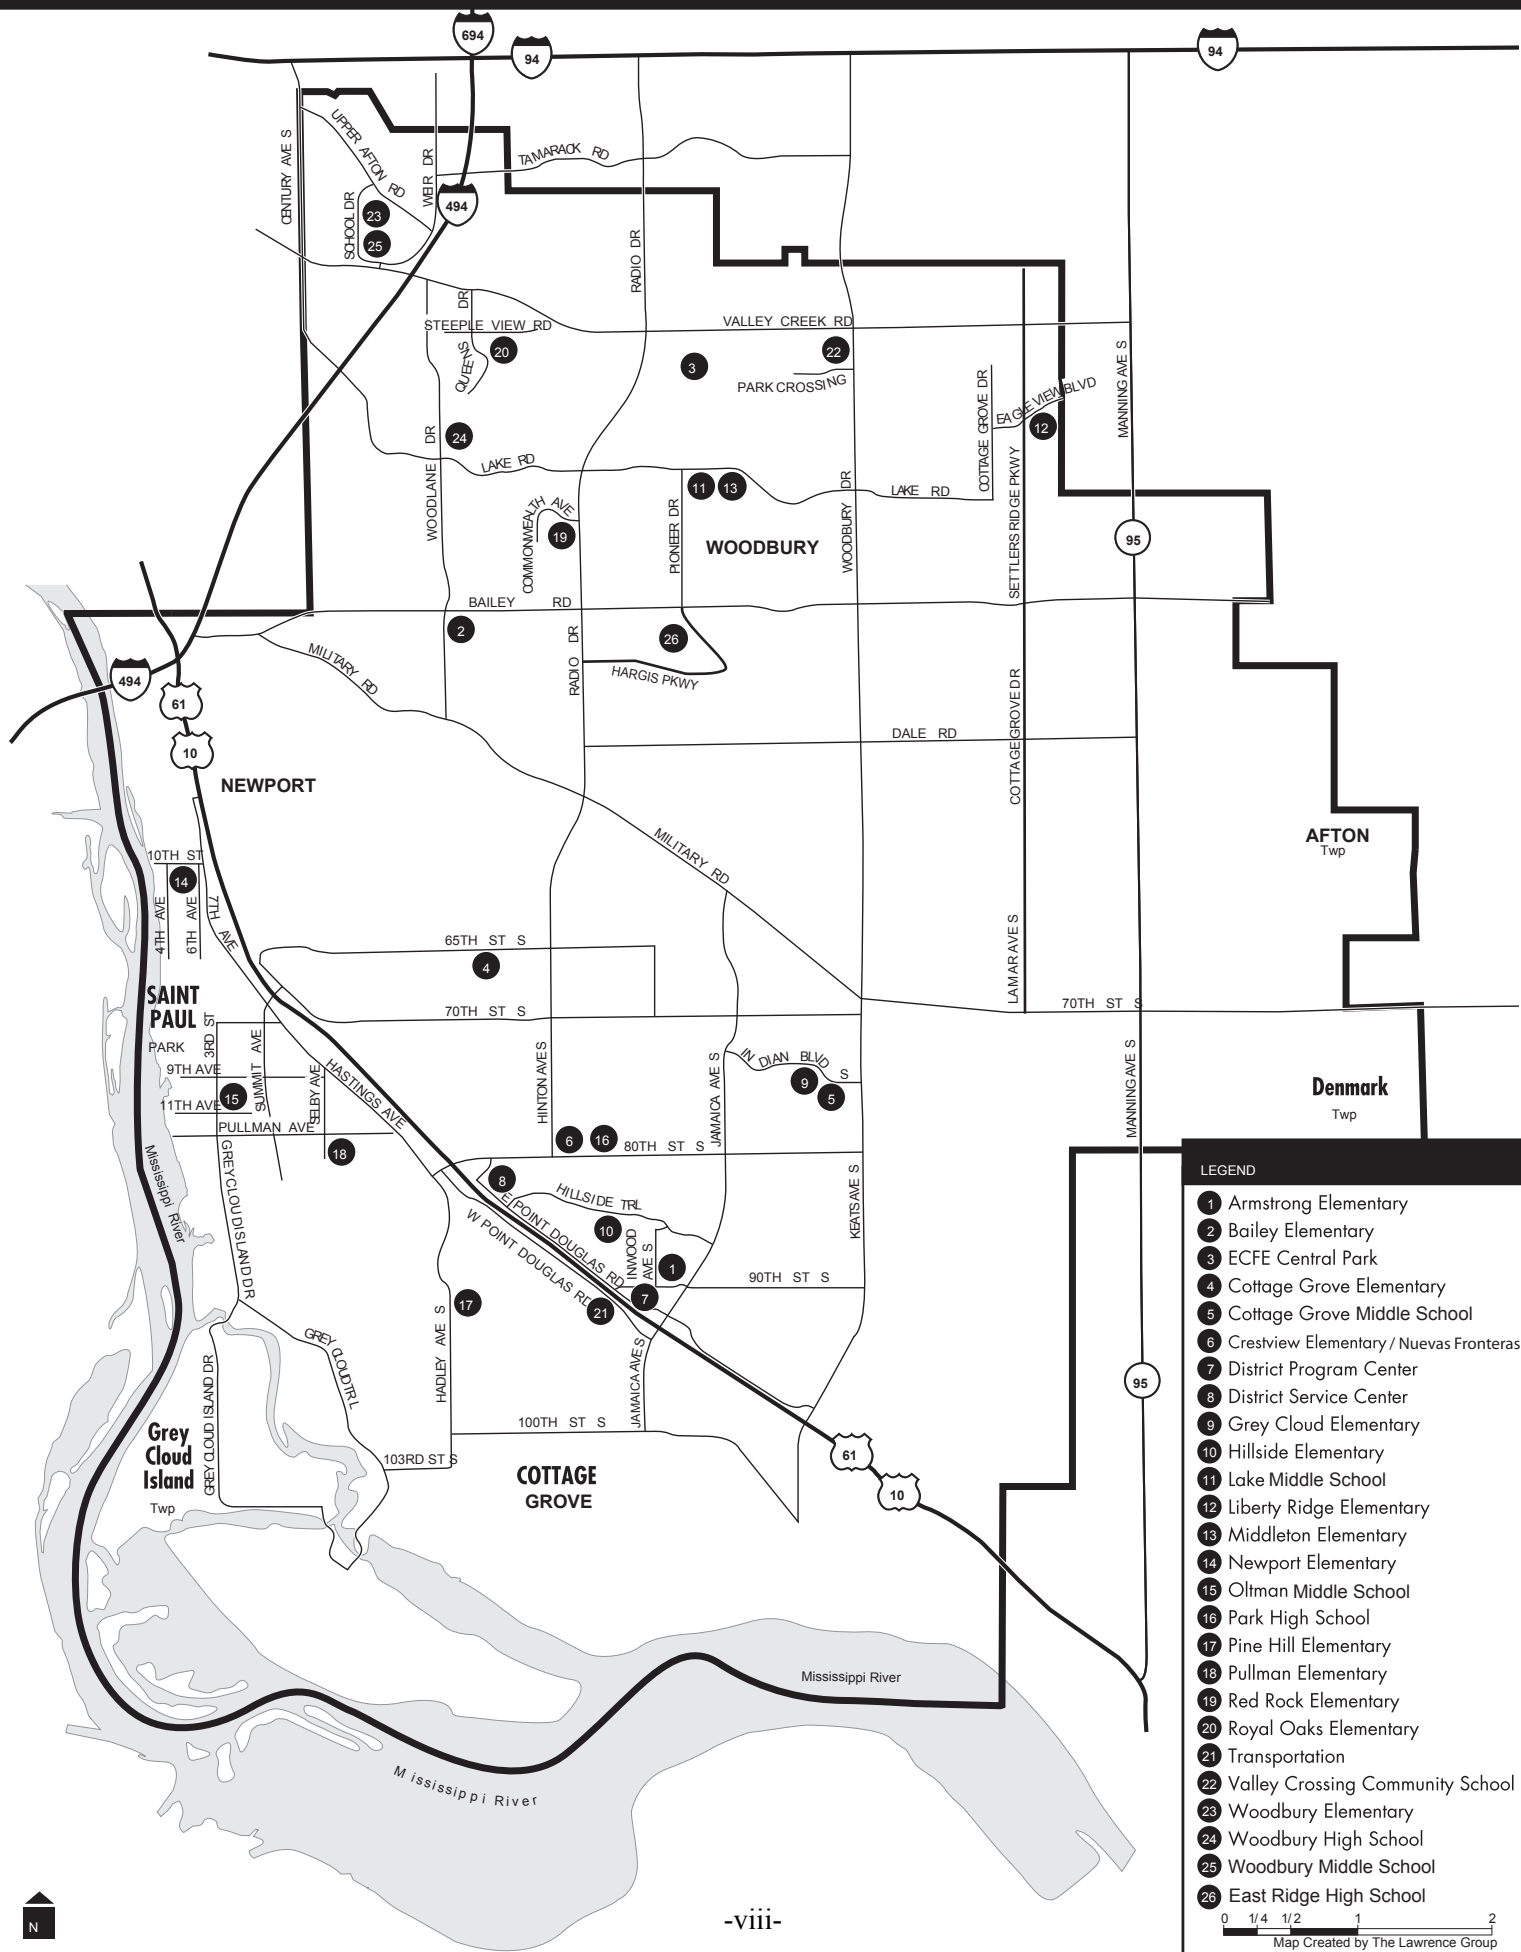 694
94
94
CENTURY AVE S
UPPER AFTON RD
WEIR DR
TAMARACK RD
SCHOOL DR
23
494
25
RADIO DR
DR
STEEPLE VIEW RD
VALLEY CREEK RD
QUEENS
20
3
22
PARK CROSSING
MANNING AVE S
COTTAGE GROVE DR
EAGLE VIEW BLVD
12
24
WOODLANE DR
LAKE RD
11
13
LAKE RD
WOODBURY DR
SETTLERS RIDGE PKWY
COMMONWEALTH AVE
19
PIONEER DR
WOODBURY
95
BAILEY RD
2
26
RADIO DR
HARGIS PKWY
MILITARY RD
494
61
10
COTTAGE GROVE DR
DALE RD
NEWPORT
MILITARY RD
AFTON
Twp
10TH ST
14
4TH AVE
6TH AVE
7TH AVE
65TH ST S
4
LAMAR AVE S
SAINT
PAUL
PARK
70TH ST S
70TH ST S
3RD ST
SUMMIT AVE
9TH AVE
SELBY AVE
HASTINGS AVE
HINTON AVE S
JAMAICA AVE S
INDIAN BLVD S
9
5
MANNING AVE S
Denmark
Twp
15
11TH AVE
PULLMAN AVE
18
6
16
80TH ST S
Mississippi River
GREY CLOUD ISLAND DR
8
HILLSIDE TRL
E POINT DOUGLAS RD
W POINT DOUGLAS RD
10
INWOOD
AVE S
1
KEATS AVE S
90TH ST S
7
21
17
HADLEY AVE S
JAMAICA AVE S
GREY CLOUD TRL
GREY CLOUD ISLAND DR
95
100TH ST S
103RD ST S
Grey
Cloud
Island
Twp
COTTAGE
GROVE
61
10
Mississippi River
Mississippi River
LEGEND
1 Armstrong Elementary
2 Bailey Elementary
3 ECFE Central Park
4 Cottage Grove Elementary
5 Cottage Grove Middle School
6 Crestview Elementary / Nuevas Fronteras
7 District Program Center
8 District Service Center
9 Grey Cloud Elementary
10 Hillside Elementary
11 Lake Middle School
12 Liberty Ridge Elementary
13 Middleton Elementary
14 Newport Elementary
15 Oltman Middle School
16 Park High School
17 Pine Hill Elementary
18 Pullman Elementary
19 Red Rock Elementary
20 Royal Oaks Elementary
21 Transportation
22 Valley Crossing Community School
23 Woodbury Elementary
24 Woodbury High School
25 Woodbury Middle School
26 East Ridge High School
0 1/4 1/2 1 2
Map Created by The Lawrence Group
N
-viii-